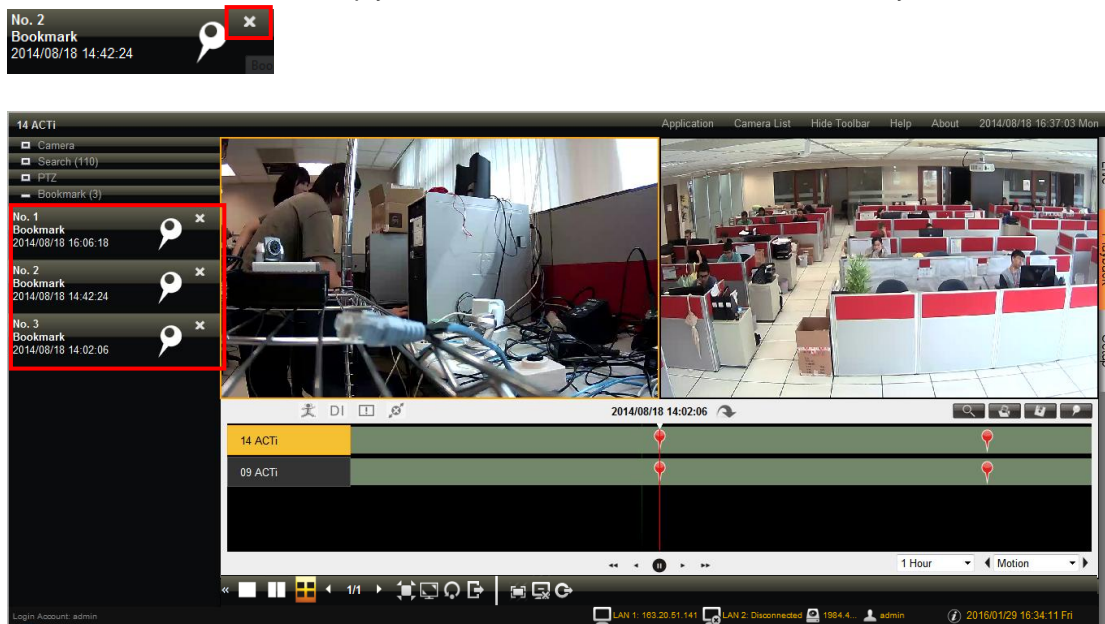 No. 2
Bookmark
2014/08/18 14:42:24
14 ACTi
Application Camera List Hide Toolbar Help About 2014/08/18 16:37:03 Mon
Camera
Search (110)
PTZ
Bookmark (3)
No. 1
Bookmark
2014/08/18 16:06:18
No. 2
Bookmark
2014/08/18 14:42:24
No. 3
Bookmark
2014/08/18 14:02:06
DI
2014/08/18 14:02:06
14 ACTi
09 ACTi
1 Hour
Motion
1/1
Login Account: admin
LAN 1: 163.20.51.141
LAN 2: Disconnected
1984.4...
admin
2016/01/29 16:34:11 Fri